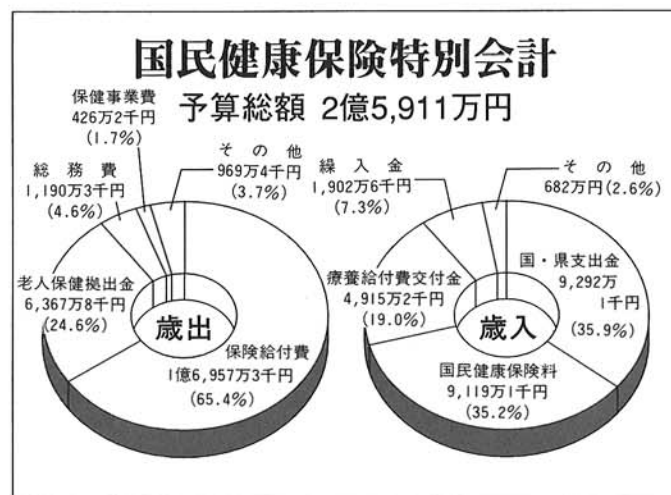 国民健康保険特別会計
予算総額 2億5,911万円
保健事業費
426万2千円
(1.7%)
総務費
1,190万3千円
(4.6%)
その他
969万4千円
(3.7%)
老人保健拠出金
6,367万8千円
(24.6%)
歳出
保険給付費
1億6,957万3千円
(65.4%)
繰入金
1,902万6千円
(7.3%)
その他
682万円(2.6%)
療養給付費交付金
4,915万2千円
(19.0%)
国・県支出金
9,292万
1千円
(35.9%)
歳入
国民健康保険料
9,119万1千円
(35.2%)